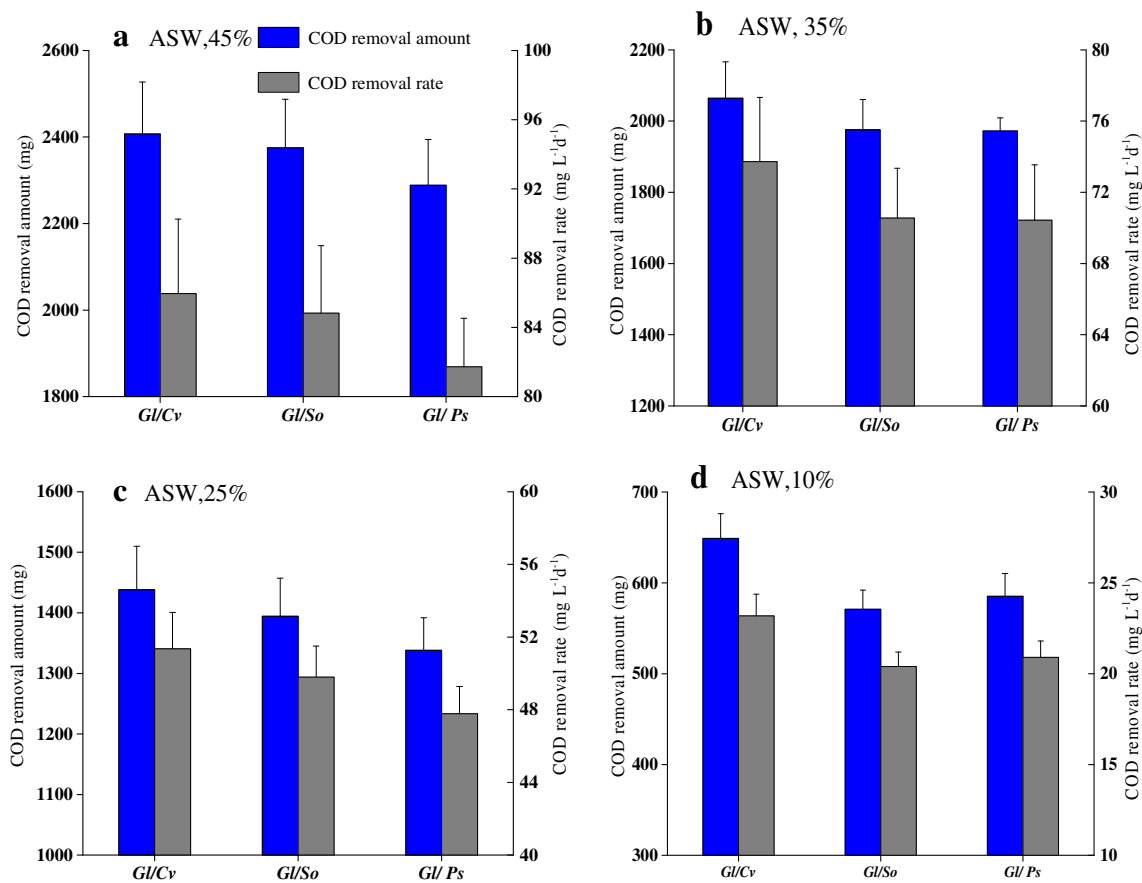 a ASW,45%
COD removal amount
COD removal rate
2600
2400
2200
2000
1800
COD removal amount (mg)
100
96
92
88
84
80
COD removal rate (mg L⁻¹d⁻¹)
Gl/Cv Gl/So Gl/ Ps
b ASW, 35%
2200
2000
1800
1600
1400
1200
COD removal amount (mg)
80
76
72
68
64
60
COD removal rate (mg L⁻¹d⁻¹)
Gl/Cv Gl/So Gl/ Ps
c ASW,25%
1600
1500
1400
1300
1200
1100
1000
COD removal amount (mg)
60
56
52
48
44
40
COD removal rate (mg L⁻¹d⁻¹)
Gl/Cv Gl/So Gl/ Ps
d ASW,10%
700
600
500
400
300
COD removal amount (mg)
30
25
20
15
10
COD removal rate (mg L⁻¹d⁻¹)
Gl/Cv Gl/So Gl/ Ps